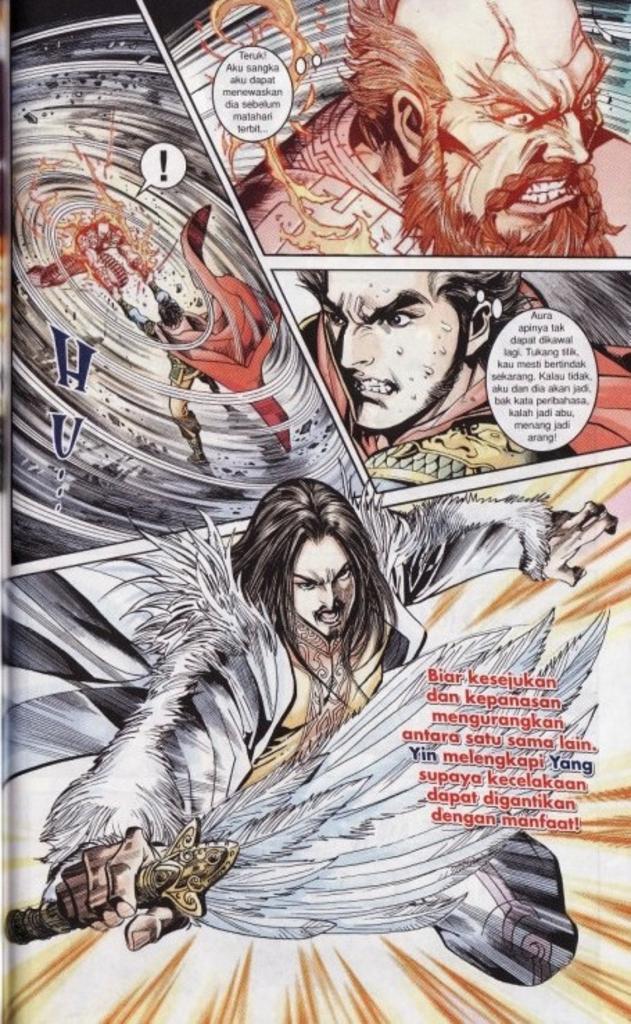 Teruk!
Aku sangka
aku dapat
menewaskan
dia sebelum
matahari
terbit...
!
HU...
Aura
apinya tak
dapat dikawal
lagi. Tukang tilik,
kau mesti bertindak
sekarang. Kalau tidak,
aku dan dia akan jadi,
bak kata peribahasa,
kalah jadi abu,
menang jadi
arang!
Biar kesejukan
dan kepanasan
mengurangkan
antara satu sama lain.
Yin melengkapi Yang
supaya kecelakaan
dapat digantikan
dengan manfaat!